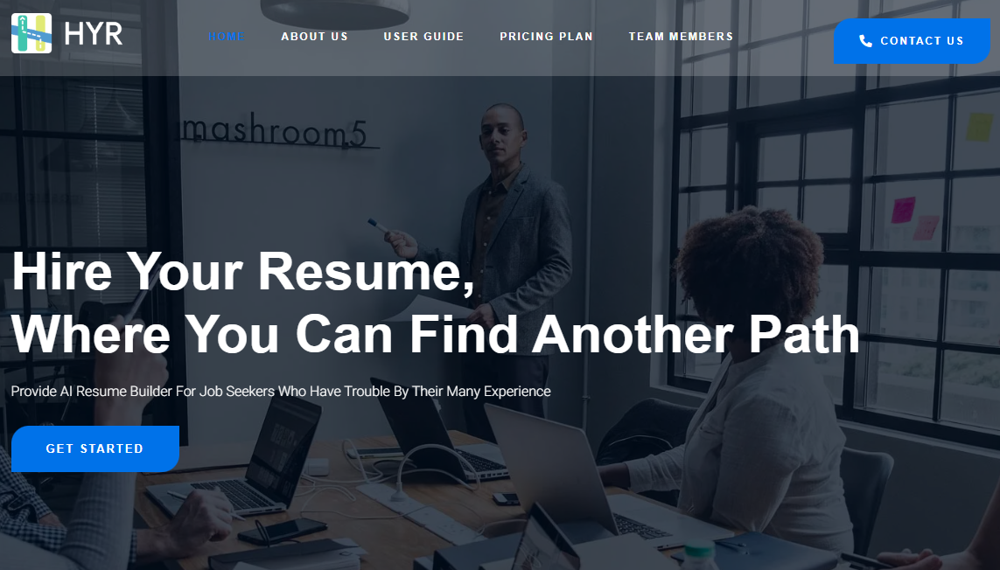 HYR
HOME
ABOUT US
USER GUIDE
PRICING PLAN
TEAM MEMBERS
CONTACT US
mashroom5
Hire Your Resume,
Where You Can Find Another Path
Provide AI Resume Builder For Job Seekers Who Have Trouble By Their Many Experience
GET STARTED